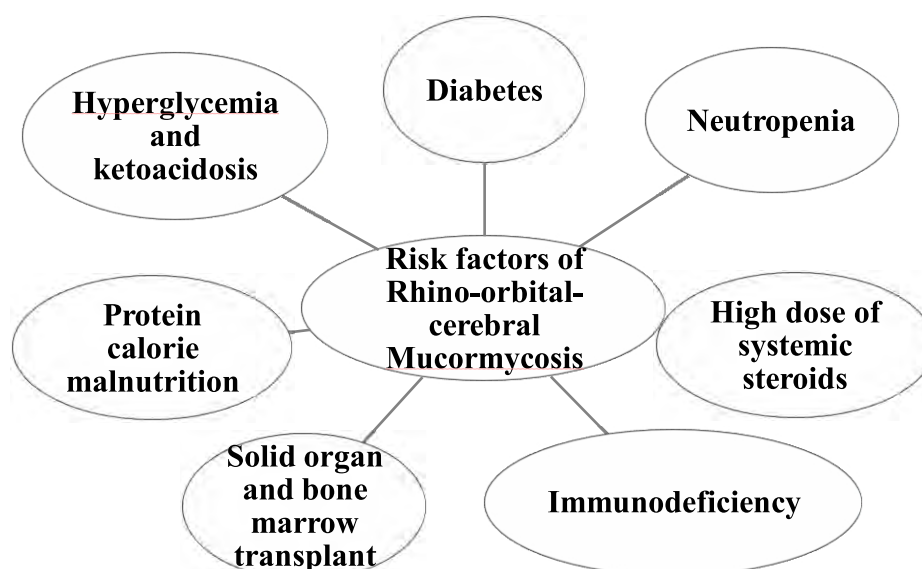 Diabetes
Hyperglycemia
and
ketoacidosis
Neutropenia
Risk factors of
Rhino-orbital-
cerebral
Mucormycosis
Protein
calorie
malnutrition
High dose of
systemic
steroids
Solid organ
and bone
marrow
transplant
Immunodeficiency